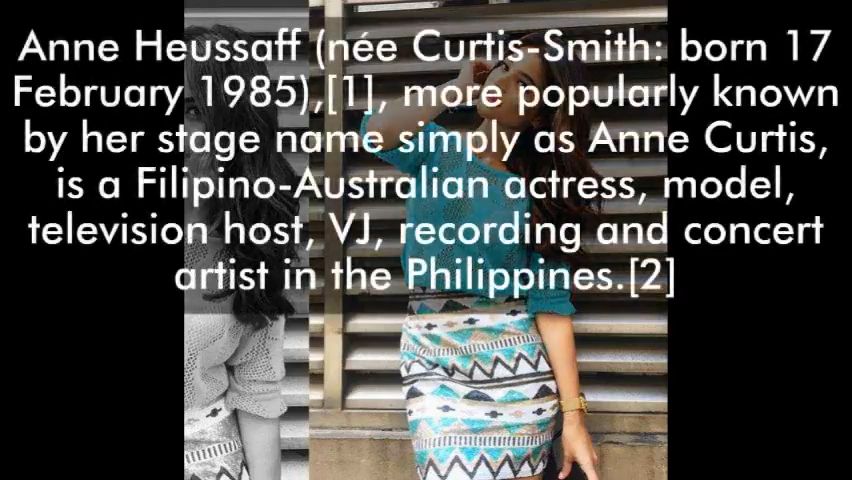 Anne Heussaff (née Curtis-Smith: born 17
February 1985),[1], more popularly known
by her stage name simply as Anne Curtis,
is a Filipino-Australian actress, model,
television host, VJ, recording and concert
artist in the Philippines.[2]